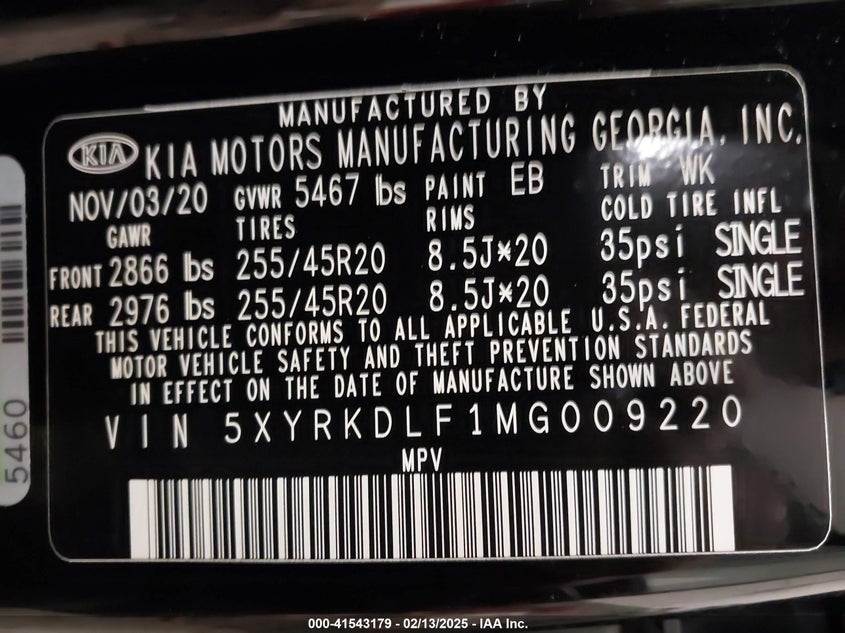 MANUFACTURED BY
KIA KIA MOTORS MANUFACTURING GEORGIA, INC.
NOV/03/20 GVWR 5467 lbs PAINT EB TRIM WK
GAWR TIRES RIMS COLD TIRE INFL
FRONT 2866 lbs 255/45R20 8.5J*20 35psi SINGLE
REAR 2976 lbs 255/45R20 8.5J*20 35psi SINGLE
THIS VEHICLE CONFORMS TO ALL APPLICABLE U.S.A. FEDERAL
MOTOR VEHICLE SAFETY AND THEFT PREVENTION STANDARDS
IN EFFECT ON THE DATE OF MANUFACTURE SHOWN ABOVE
VIN 5XYRKDLF1MG009220
MPV
5460
000-41543179 - 02/13/2025 - IAA Inc.